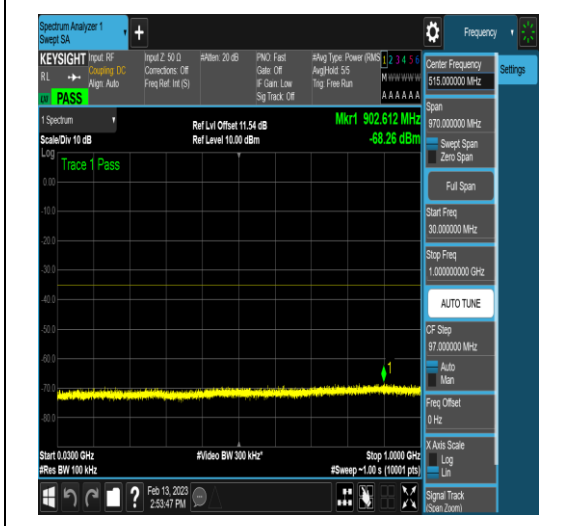 Spectrum Analyzer 1
Swept SA
+
Frequency
KEYSIGHT
Input: RF
Coupling: DC
Align: Auto
Input Z: 50 Ω
Corrections: Off
Freq Ref: Int (S)
#Atten: 20 dB
PNO: Fast
Gate: Off
IF Gain: Low
Sig Track: Off
#Avg Type: Power (RMS
Avg|Hold: 5/5
Trig: Free Run
1 2 3 4 5 6
M W W W W W
A A A A A A
RL
PASS
Center Frequency
515.000000 MHz
Settings
Span
970.000000 MHz
Swept Span
Zero Span
Full Span
Start Freq
30.000000 MHz
Stop Freq
1.000000000 GHz
AUTO TUNE
CF Step
97.000000 MHz
Auto
Man
Freq Offset
0 Hz
X Axis Scale
Log
Lin
Signal Track
(Span Zoom)
1 Spectrum
Scale/Div 10 dB
Ref Lvl Offset 11.54 dB
Ref Level 10.00 dBm
Mkr1 902.612 MHz
-68.26 dBm
Log
Trace 1 Pass
0.00
-10.0
-20.0
-30.0
-40.0
-50.0
-60.0
-70.0
-80.0
1
Start 0.0300 GHz
#Res BW 100 kHz
#Video BW 300 kHz*
Stop 1.0000 GHz
#Sweep ~1.00 s (10001 pts)
?
Feb 13, 2023
2:53:47 PM